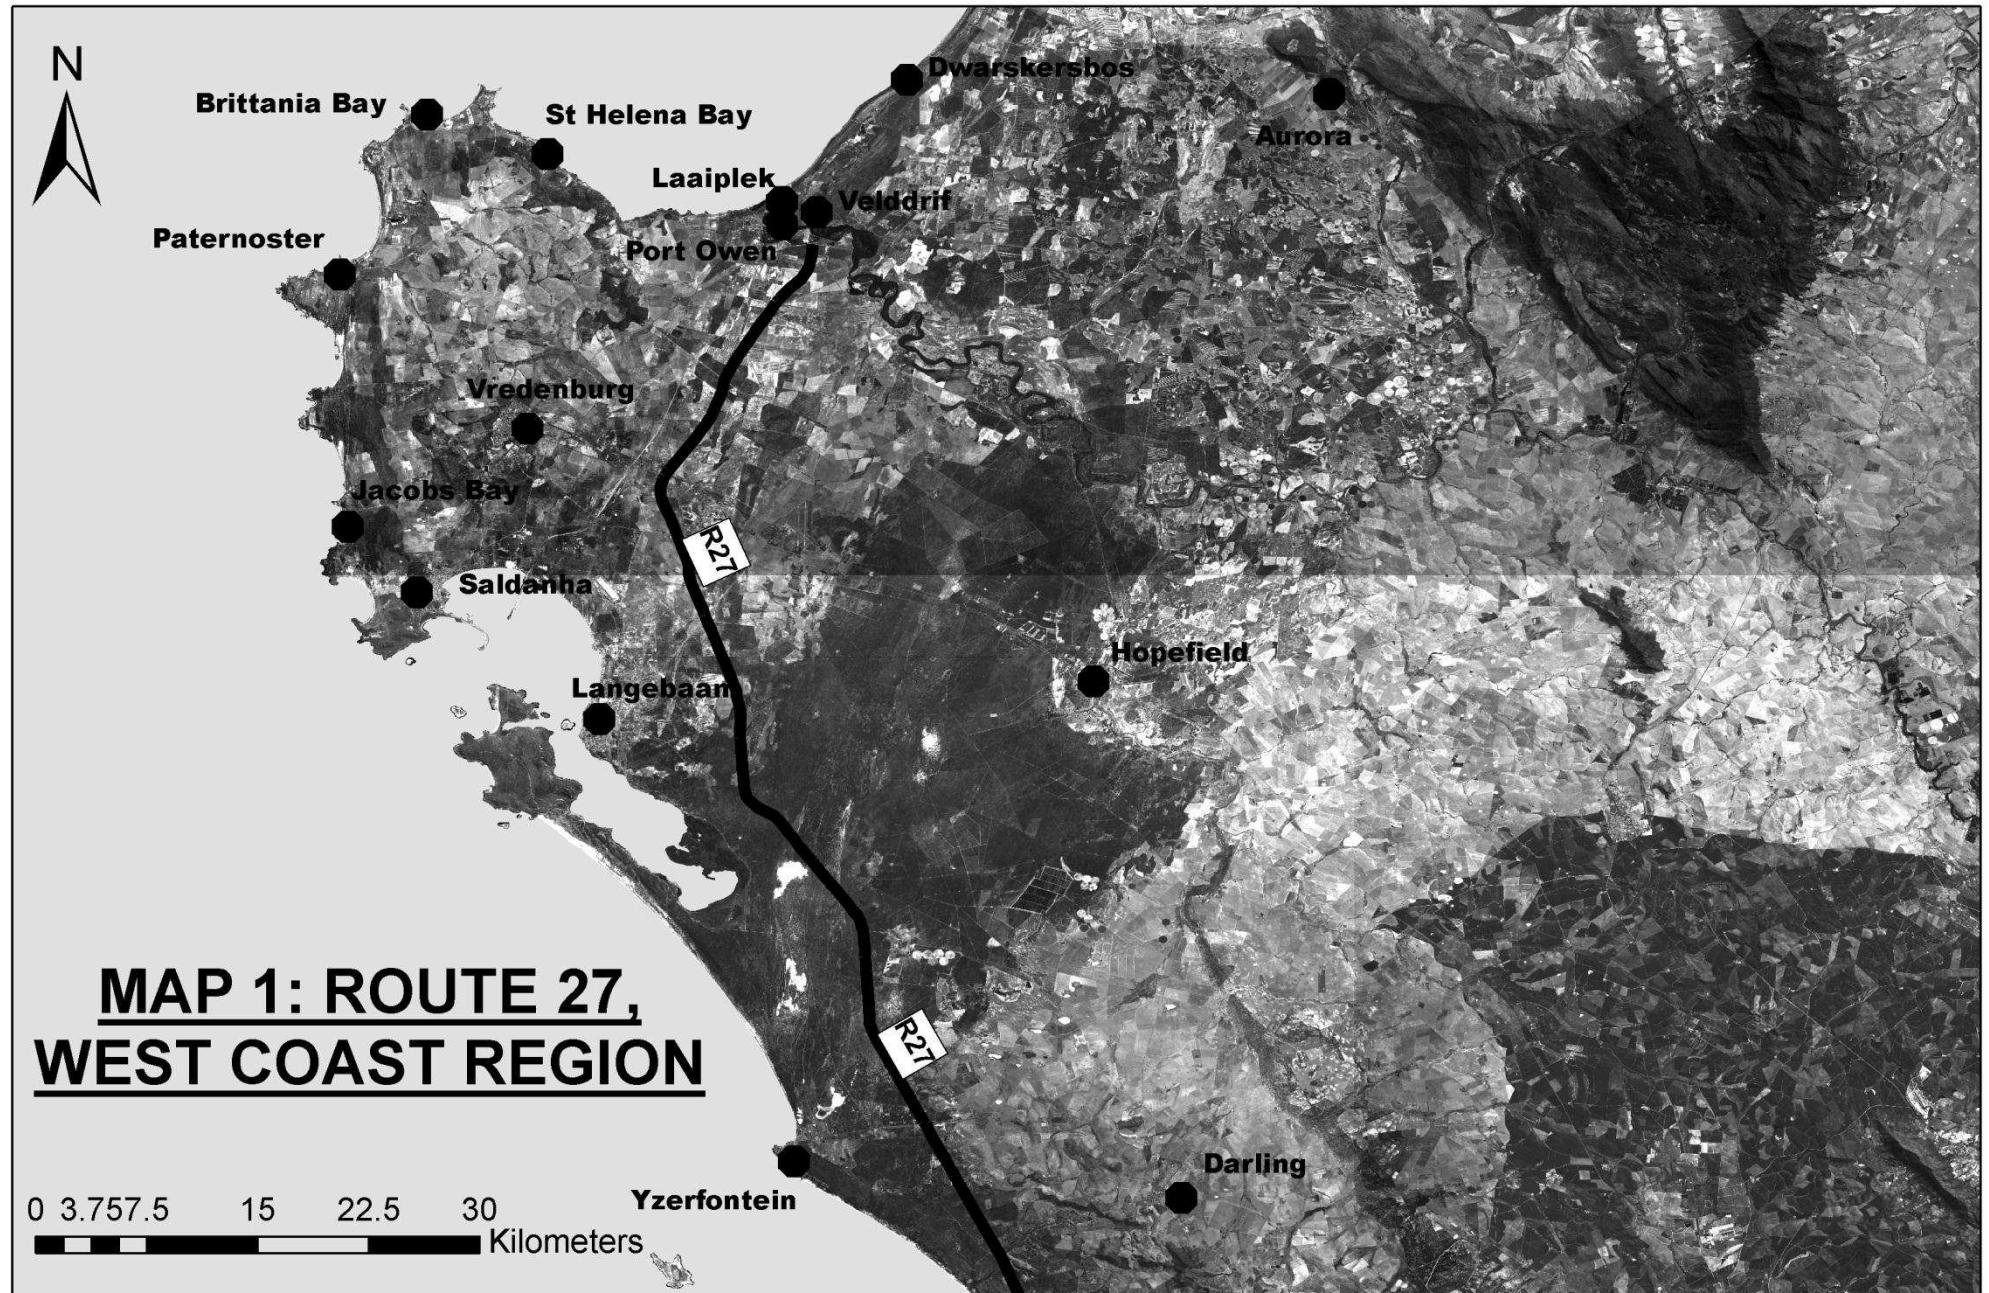 N
Dwarskersbos
Brittania Bay
St Helena Bay
Aurora
Laaiplek
Velddrif
Port Owen
Paternoster
Vredenburg
Jacobs Bay
R27
Saldanha
Hopefield
Langebaan
MAP 1: ROUTE 27,
WEST COAST REGION
R27
Darling
Yzerfontein
0 3.757.5 15 22.5 30
Kilometers